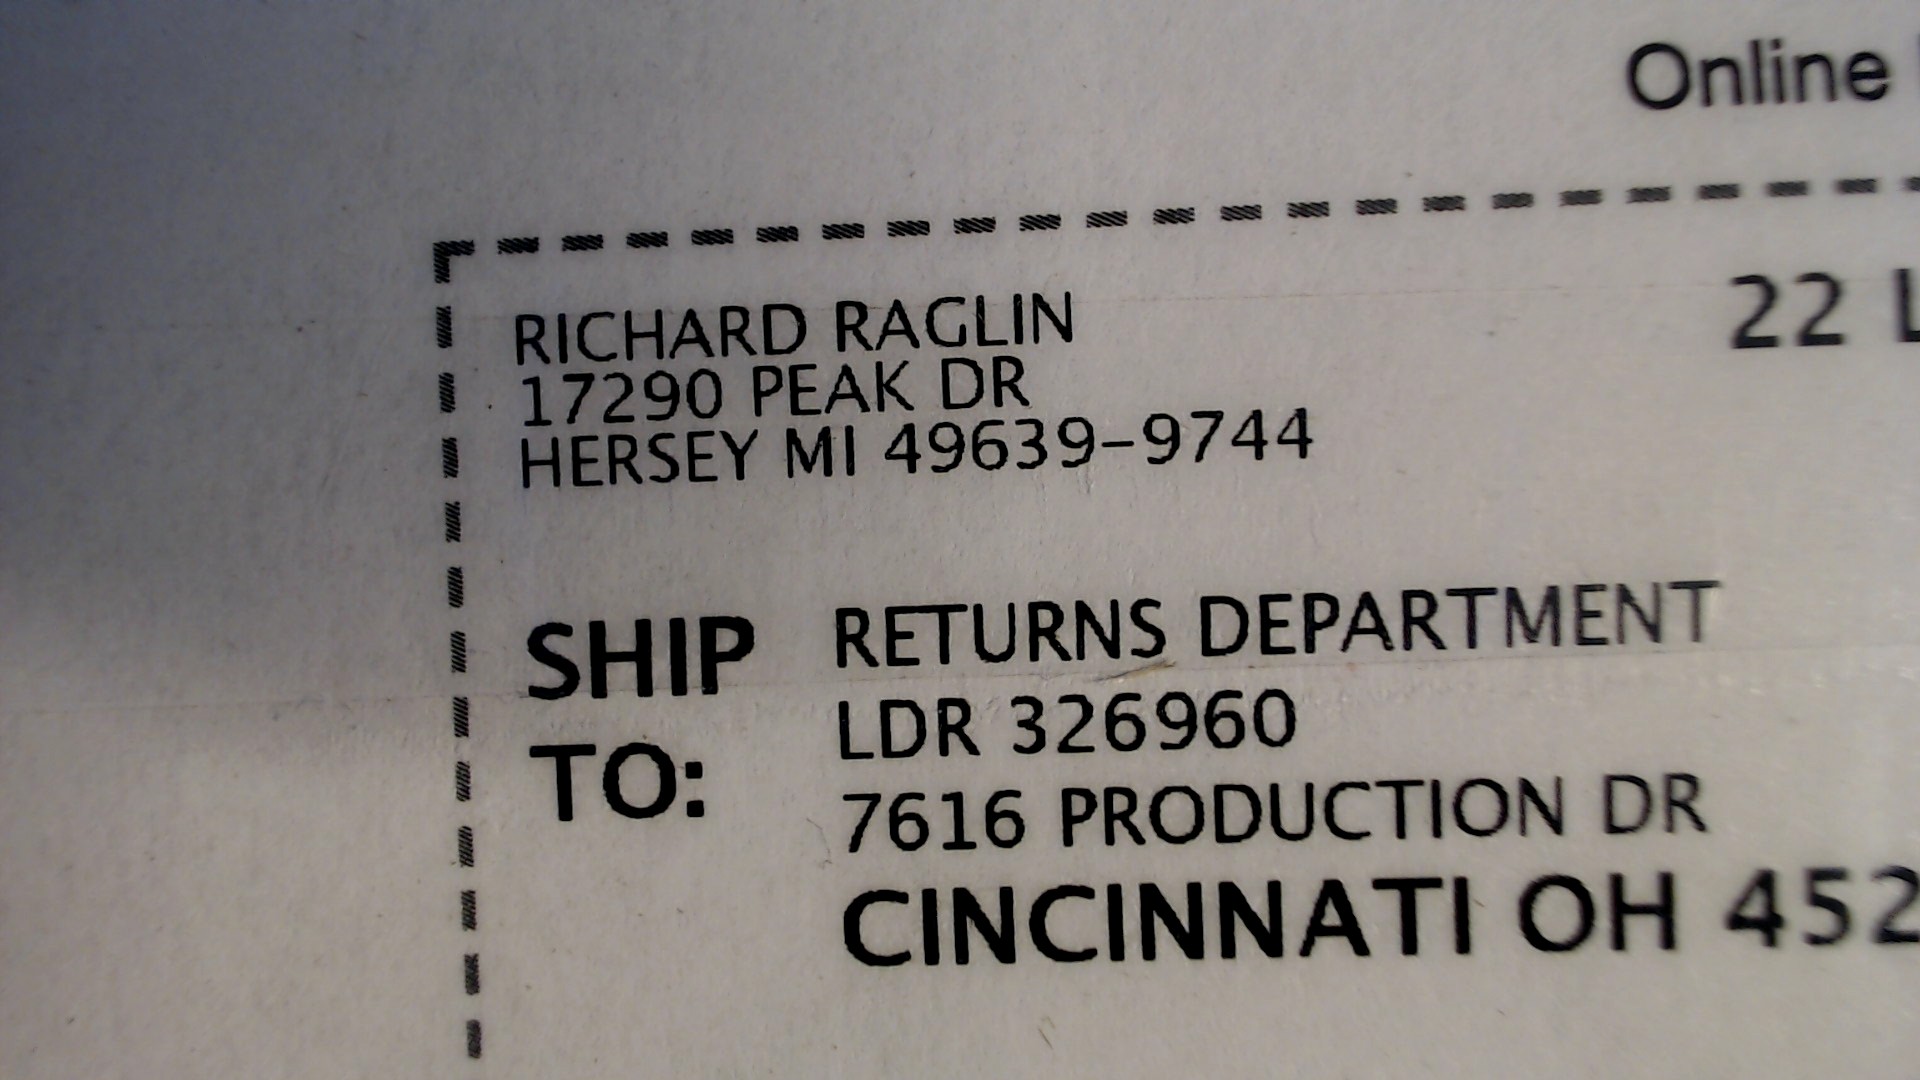 Online
22 L
RICHARD RAGLIN
17290 PEAK DR
HERSEY MI 49639-9744
SHIP TO:
RETURNS DEPARTMENT
LDR 326960
7616 PRODUCTION DR
CINCINNATI OH 452